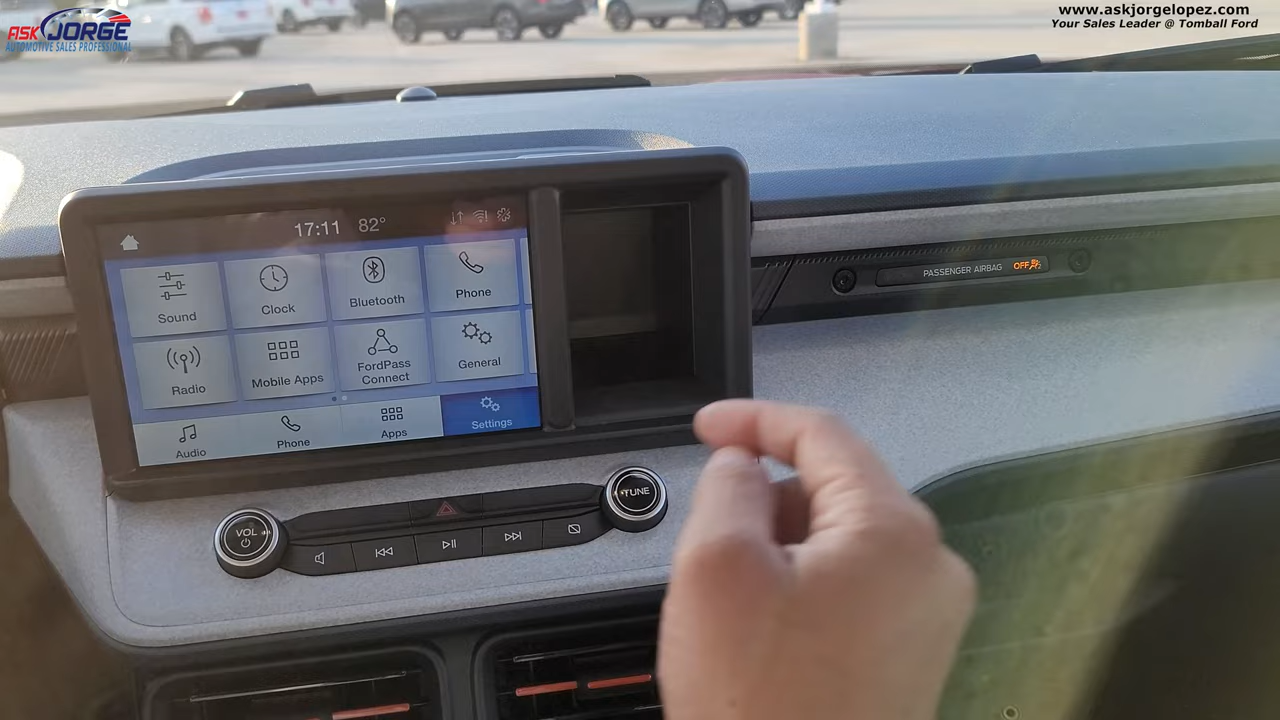 ASK JORGE
AUTOMOTIVE SALES PROFESSIONAL
www.askjorgelopez.com
Your Sales Leader @ Tomball Ford
17:11 82°
Sound
Clock
Bluetooth
Phone
Radio
Mobile Apps
FordPass
Connect
General
Audio
Phone
Apps
Settings
PASSENGER AIRBAG OFF
VOL
TUNE